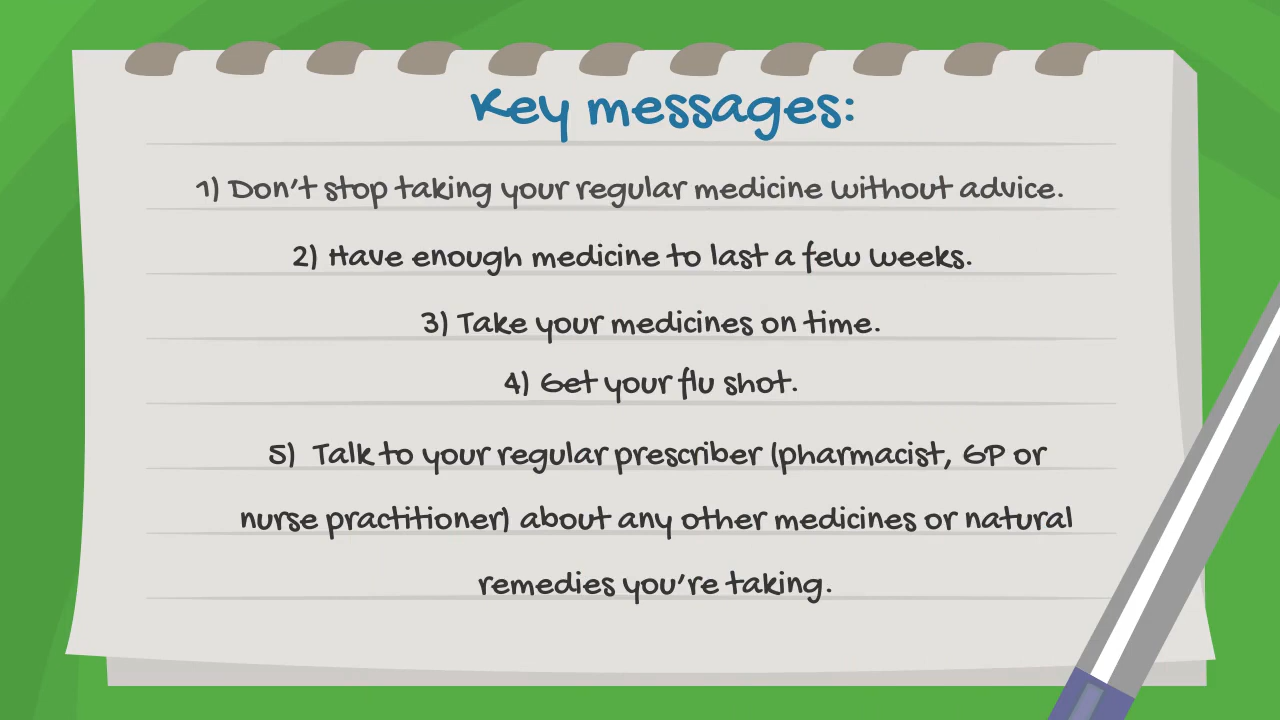 Key messages:
1) Don't stop taking your regular medicine without advice.
2) Have enough medicine to last a few weeks.
3) Take your medicines on time.
4) Get your flu shot.
5) Talk to your regular prescriber (pharmacist, GP or
nurse practitioner) about any other medicines or natural
remedies you're taking.